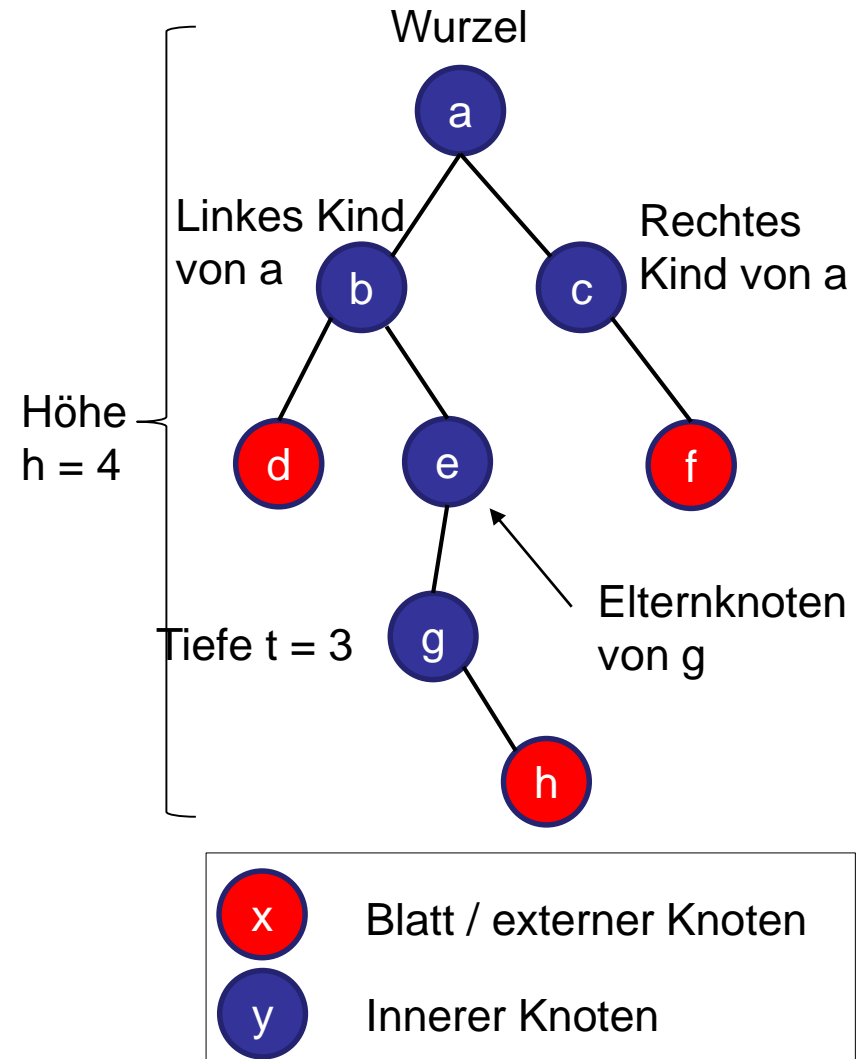 Wurzel
a
Linkes Kind
von a
Rechtes
Kind von a
b
c
Höhe
h = 4
d
e
f
Elternknoten
von g
Tiefe t = 3
g
h
x
Blatt / externer Knoten
y
Innerer Knoten